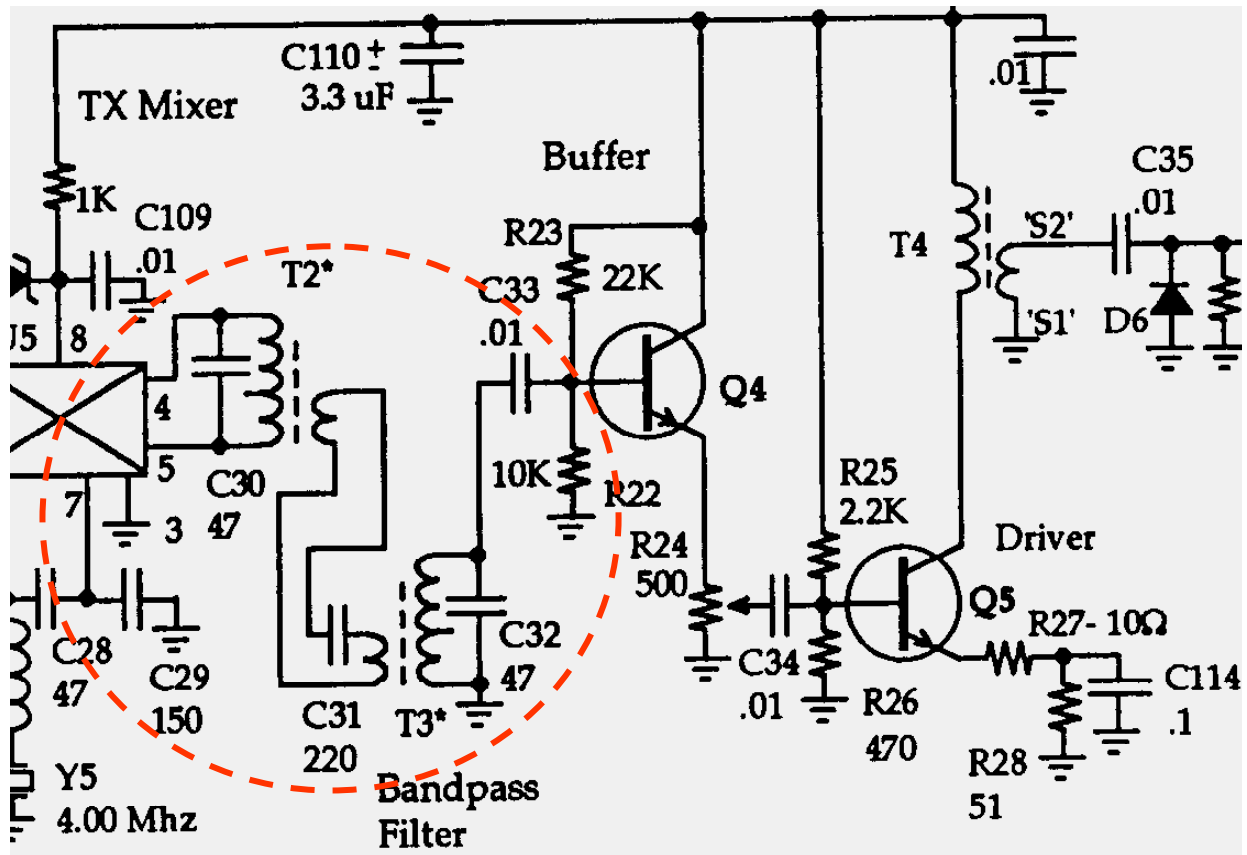 C110 +
-
3.3 uF
.01
TX Mixer
Buffer
1K
C109
.01
T2*
R23
22K
C33
.01
C35
.01
'S2'
T4
'S1'
D6
8
4
5
7
3
C30
47
Q4
10K
R22
R25
2.2K
R24
500
Driver
Q5
R27- 10Ω
C28
47
C29
150
C31
220
T3*
C32
47
C34
.01
R26
470
C114
.1
R28
51
Y5
4.00 Mhz
Bandpass
Filter